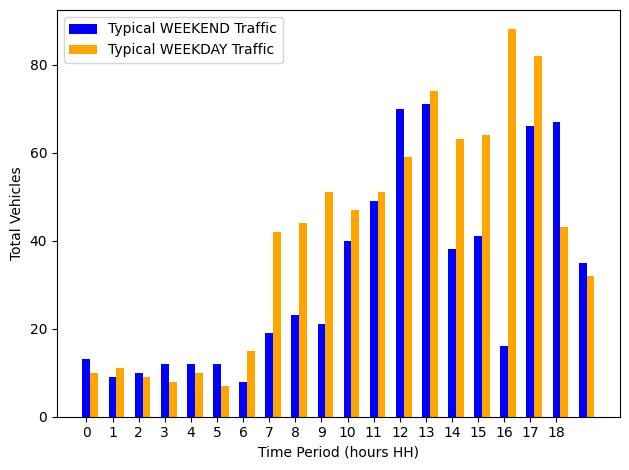 Typical WEEKEND Traffic
Typical WEEKDAY Traffic
80
60
40
20
0
Total Vehicles
0 1 2 3 4 5 6 7 8 9 10 11 12 13 14 15 16 17 18
Time Period (hours HH)